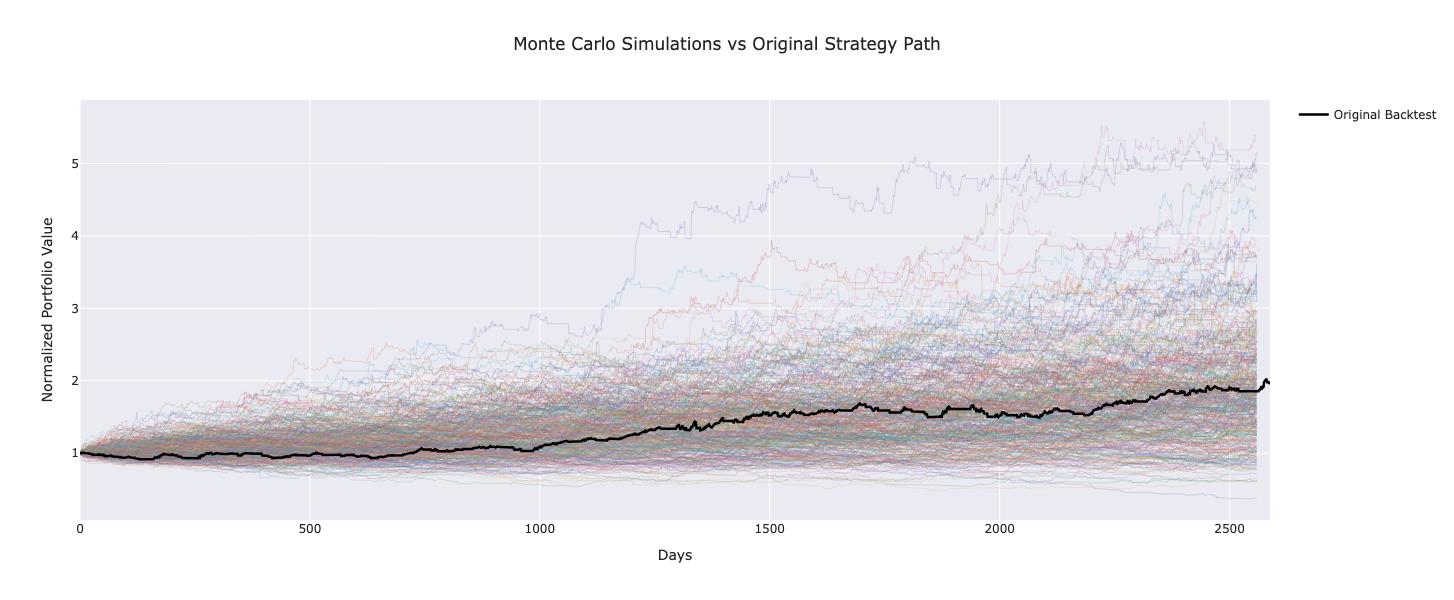 Monte Carlo Simulations vs Original Strategy Path
Original Backtest
5
4
3
2
1
Normalized Portfolio Value
0 500 1000 1500 2000 2500
Days